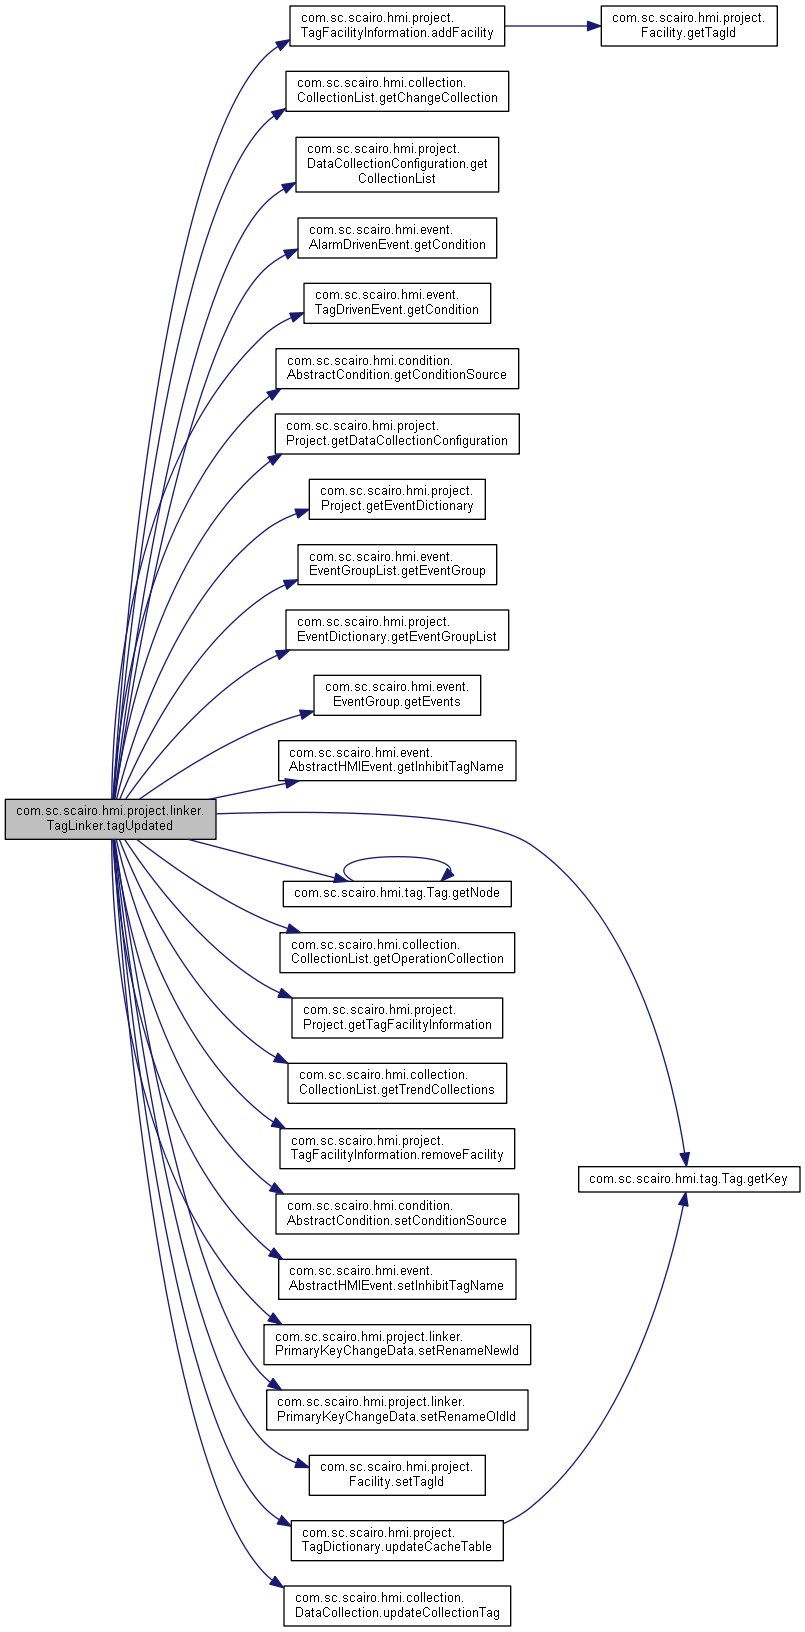 com.sc.scairo.hmi.project.
TagFacilityInformation.addFacility
com.sc.scairo.hmi.project.
Facility.getTagId
com.sc.scairo.hmi.collection.
CollectionList.getChangeCollection
com.sc.scairo.hmi.project.
DataCollectionConfiguration.get
CollectionList
com.sc.scairo.hmi.event.
AlarmDrivenEvent.getCondition
com.sc.scairo.hmi.event.
TagDrivenEvent.getCondition
com.sc.scairo.hmi.condition.
AbstractCondition.getConditionSource
com.sc.scairo.hmi.project.
Project.getDataCollectionConfiguration
com.sc.scairo.hmi.project.
Project.getEventDictionary
com.sc.scairo.hmi.event.
EventGroupList.getEventGroup
com.sc.scairo.hmi.project.
EventDictionary.getEventGroupList
com.sc.scairo.hmi.event.
EventGroup.getEvents
com.sc.scairo.hmi.event.
AbstractHMIEvent.getInhibitTagName
com.sc.scairo.hmi.project.linker.
TagLinker.tagUpdated
com.sc.scairo.hmi.tag.Tag.getNode
com.sc.scairo.hmi.collection.
CollectionList.getOperationCollection
com.sc.scairo.hmi.project.
Project.getTagFacilityInformation
com.sc.scairo.hmi.collection.
CollectionList.getTrendCollections
com.sc.scairo.hmi.project.
TagFacilityInformation.removeFacility
com.sc.scairo.hmi.tag.Tag.getKey
com.sc.scairo.hmi.condition.
AbstractCondition.setConditionSource
com.sc.scairo.hmi.event.
AbstractHMIEvent.setInhibitTagName
com.sc.scairo.hmi.project.linker.
PrimaryKeyChangeData.setRenameNewId
com.sc.scairo.hmi.project.linker.
PrimaryKeyChangeData.setRenameOldId
com.sc.scairo.hmi.project.
Facility.setTagId
com.sc.scairo.hmi.project.
TagDictionary.updateCacheTable
com.sc.scairo.hmi.collection.
DataCollection.updateCollectionTag